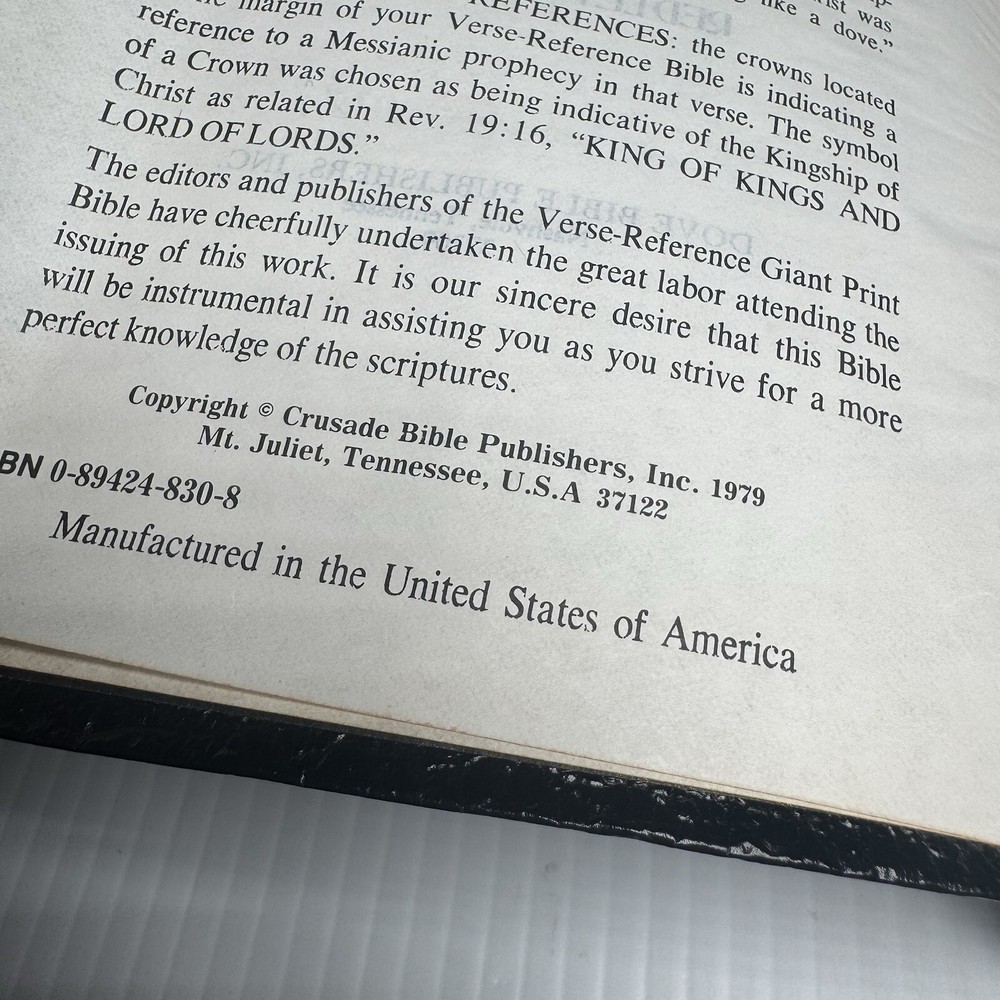 ist was
like a dove."
REFERENCES: the crowns located
margin of your Verse-Reference Bible is indicating a
reference to a Messianic prophecy in that verse. The symbol
of a Crown was chosen as being indicative of the Kingship of
Christ as related in Rev. 19:16, “KING OF KINGS AND
LORD OF LORDS.”
The editors and publishers of the Verse-Reference Giant Print
Bible have cheerfully undertaken the great labor attending the
issuing of this work. It is our sincere desire that this Bible
will be instrumental in assisting you as you strive for a more
perfect knowledge of the scriptures.
Copyright © Crusade Bible Publishers, Inc. 1979
Mt. Juliet, Tennessee, U.S.A 37122
BN 0-89424-830-8
Manufactured in the United States of America